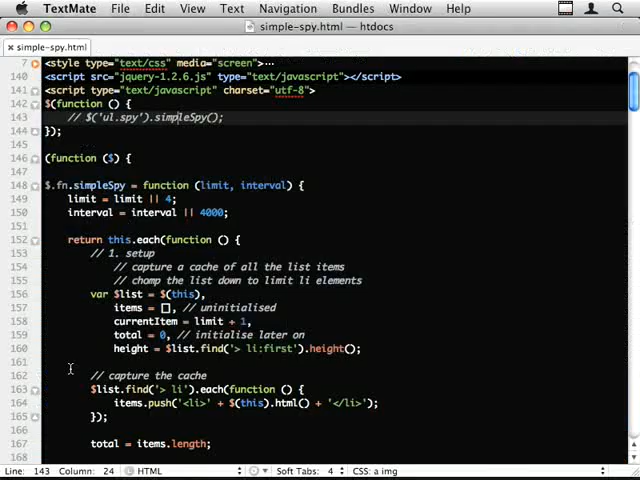 TextMate File Edit View Text Navigation Bundles Window Help
simple-spy.html — htdocs
× simple-spy.html
7 <style type="text/css" media="screen">…
140 <script src="jquery-1.2.6.js" type="text/javascript"></script>
141 <script type="text/javascript" charset="utf-8">
142 $(function () {
143 // $('ul.spy').simpleSpy();
144 });
145
146 (function ($) {
147
148 $.fn.simpleSpy = function (limit, interval) {
149 limit = limit || 4;
150 interval = interval || 4000;
151
152 return this.each(function () {
153 // 1. setup
154 // capture a cache of all the list items
155 // chomp the list down to limit li elements
156 var $list = $(this),
157 items = [], // uninitialised
158 currentItem = limit + 1,
159 total = 0, // initialise later on
160 height = $list.find('> li:first').height();
161
162 // capture the cache
163 $list.find('> li').each(function () {
164 items.push('<li>' + $(this).html() + '</li>');
165 });
166
167 total = items.length;
168
Line: 143 Column: 24 HTML Soft Tabs: 4 CSS: a img